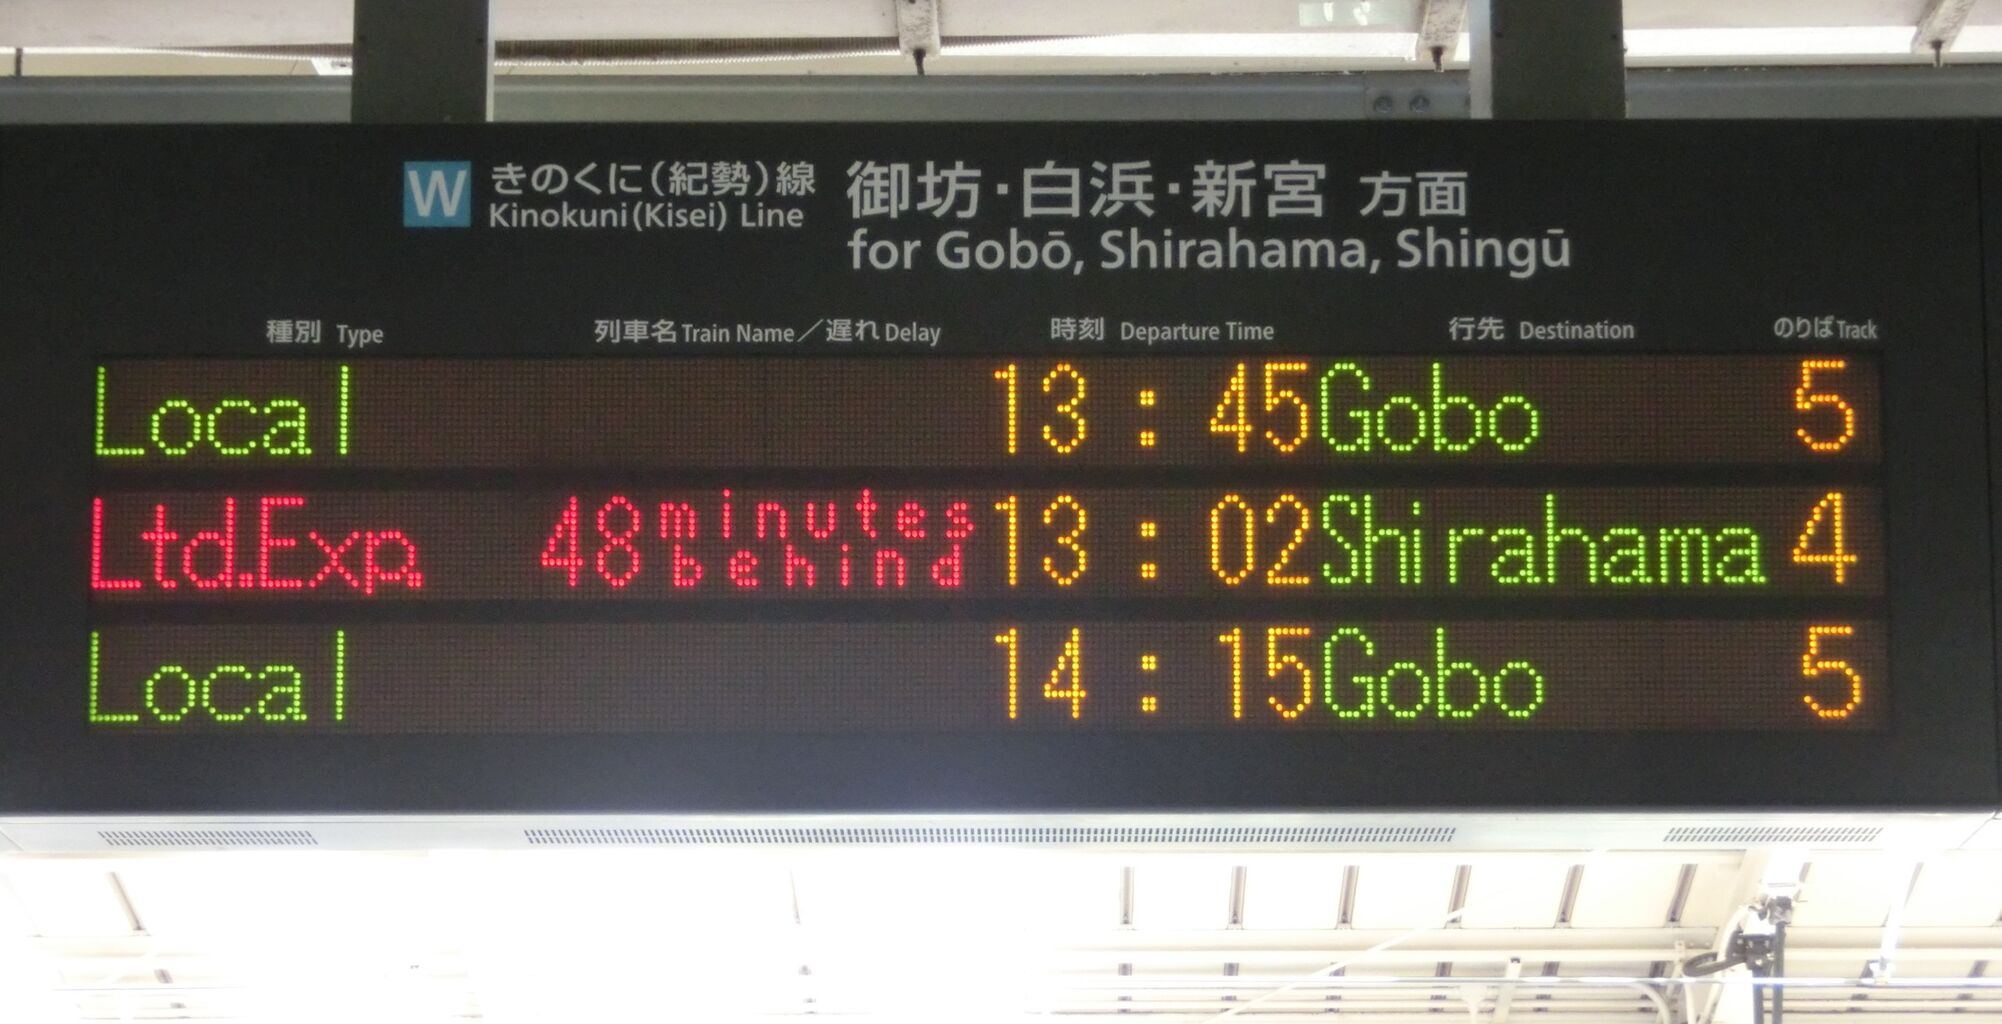 W きのくに(紀勢)線 御坊・白浜・新宮 方面
Kinokuni(Kisei) Line for Gobō, Shirahama, Shingū
種別 Type 列車名 Train Name／遅れ Delay 時刻 Departure Time 行先 Destination のりば Track
Local 13:45 Gobo 5
Ltd.Exp. 48 minutes behind 13:02 Shirahama 4
Local 14:15 Gobo 5